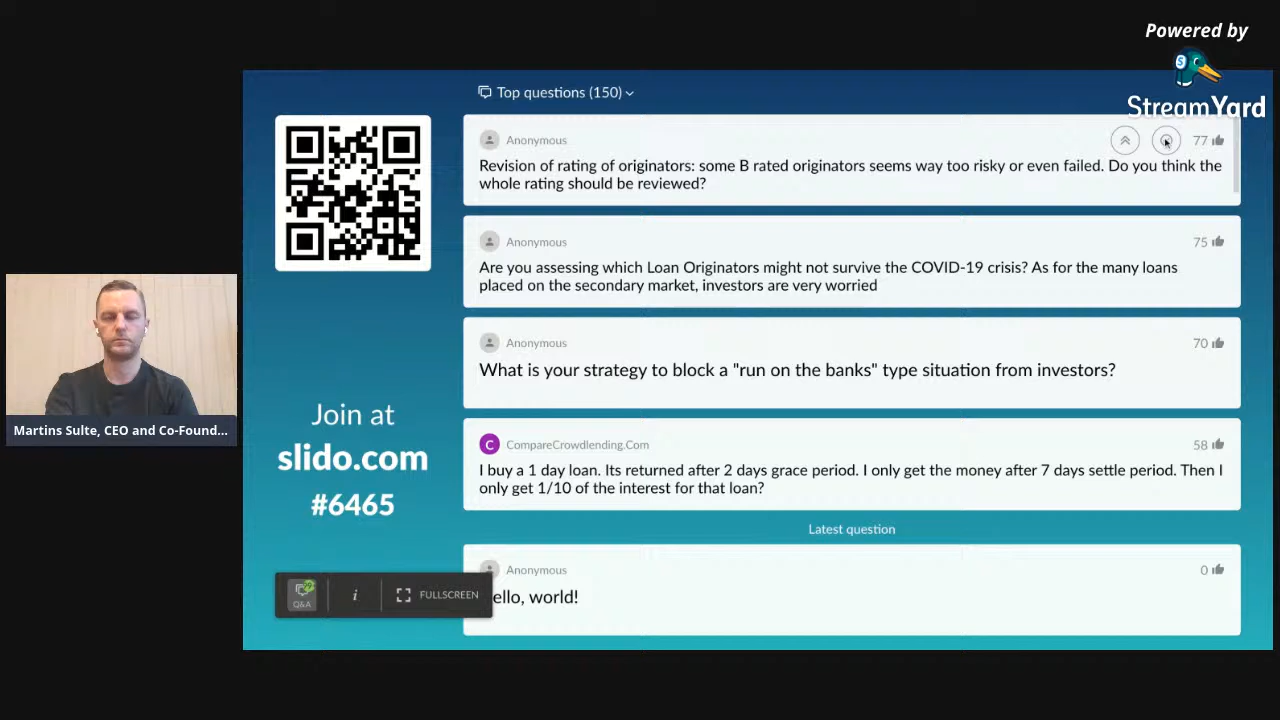 Powered by
StreamYard
Top questions (150)
Anonymous
77
Revision of rating of originators: some B rated originators seems way too risky or even failed. Do you think the
whole rating should be reviewed?
Anonymous
75
Are you assessing which Loan Originators might not survive the COVID-19 crisis? As for the many loans
placed on the secondary market, investors are very worried
Anonymous
70
What is your strategy to block a "run on the banks" type situation from investors?
C
CompareCrowdlending.Com
58
I buy a 1 day loan. Its returned after 2 days grace period. I only get the money after 7 days settle period. Then I
only get 1/10 of the interest for that loan?
Latest question
Anonymous
0
ello, world!
Join at
slido.com
#6465
Q&A
i
FULLSCREEN
Martins Sulte, CEO and Co-Found...